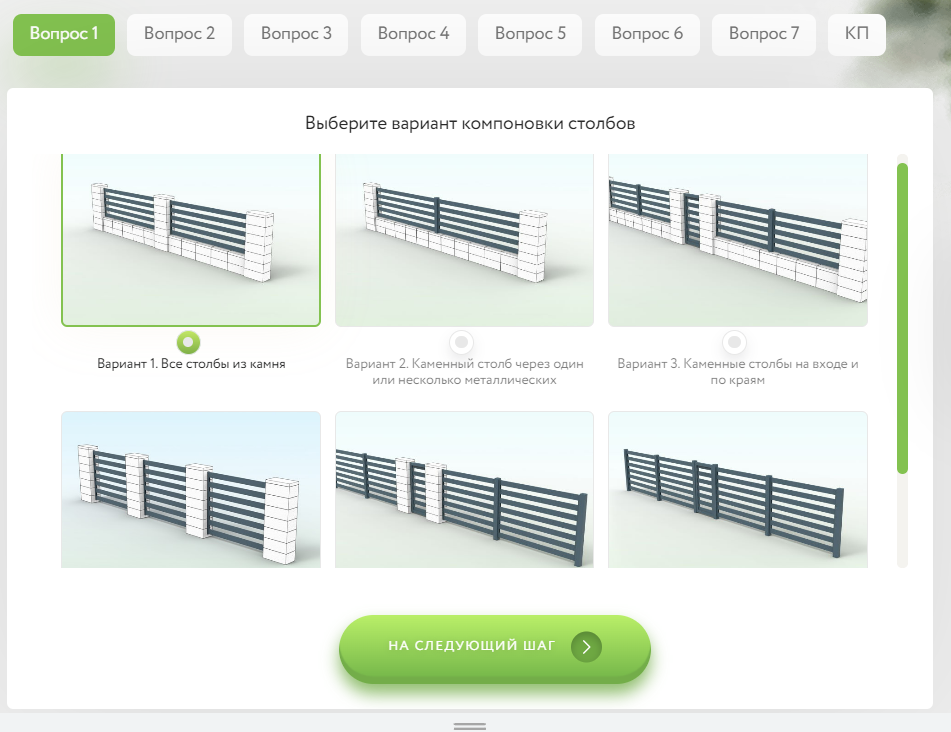 Вопрос 1
Вопрос 2
Вопрос 3
Вопрос 4
Вопрос 5
Вопрос 6
Вопрос 7
КП
Выберите вариант компоновки столбов
Вариант 1. Все столбы из камня
Вариант 2. Каменный столб через один
или несколько металлических
Вариант 3. Каменные столбы на входе и
по краям
НА СЛЕДУЮЩИЙ ШАГ